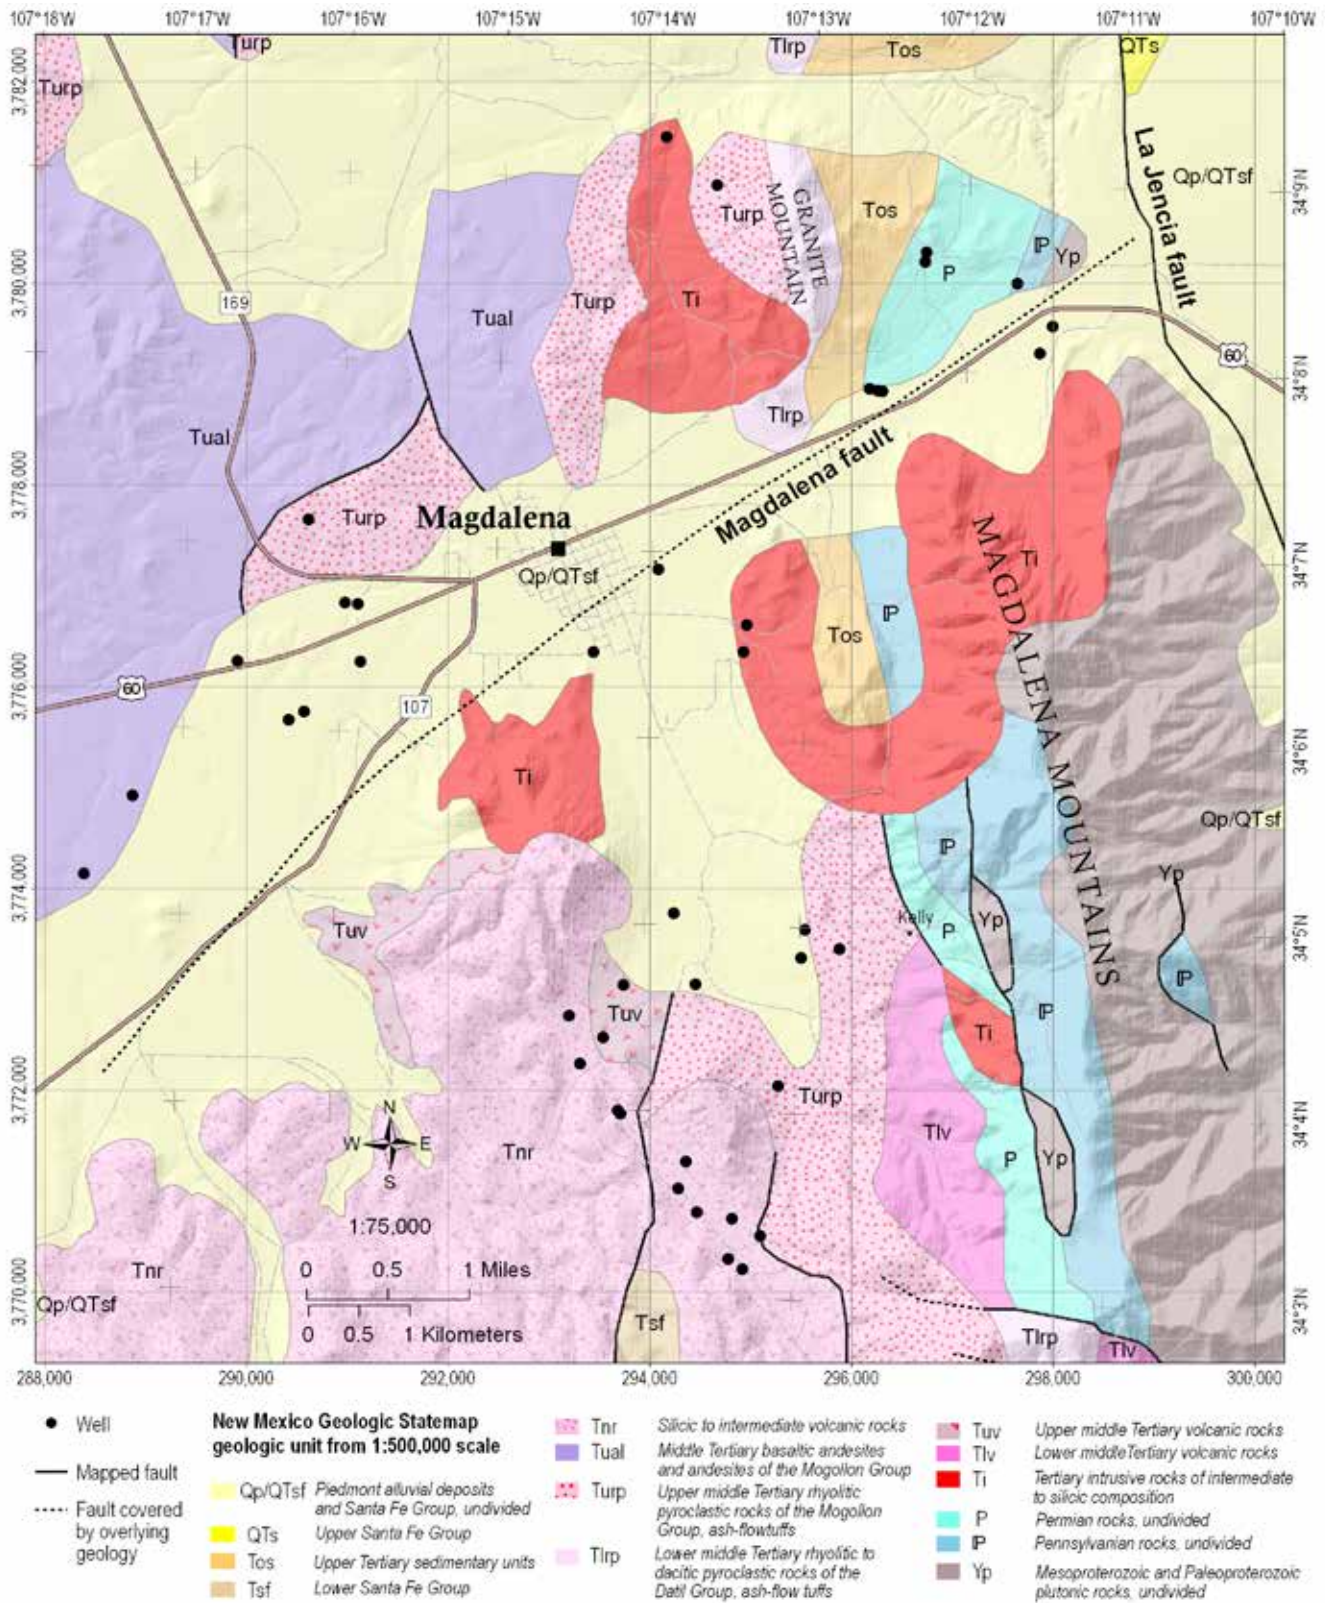 107°18'W 107°17'W 107°16'W 107°15'W 107°14'W 107°13'W 107°12'W 107°11'W 107°10'W
Turp
Tlrp
Tos
QTs
3,782,000
Turp
La Jencia fault
Qp/QTsf
34°9'N
GRANITE
MOUNTAIN
Turp
Tos
P
Yp
P
3,780,000
169
Tual
Turp
Ti
60
34°8'N
Tlrp
Tual
Magdalena fault
3,778,000
Turp
Magdalena
Qp/QTsf
MAGDALENA MOUNTAINS
Ti
34°7'N
Tos
P
3,776,000
60
107
34°6'N
Ti
Qp/QTsf
P
3,774,000
Yp
Kelly
Tuv
P
Yp
34°5'N
P
Tuv
P
Ti
3,772,000
Turp
N
W E
S
Tnr
Tlv
P
Yp
34°4'N
1:75,000
0 0.5 1 Miles
0 0.5 1 Kilometers
Tnr
3,770,000
Qp/QTsf
Tsf
Tlrp
Tlv
34°3'N
288,000 290,000 292,000 294,000 296,000 298,000 300,000
Well
Mapped fault
Fault covered
by overlying
geology
New Mexico Geologic Statemap
geologic unit from 1:500,000 scale
Qp/QTsf Piedmont alluvial deposits
and Santa Fe Group, undivided
QTs Upper Santa Fe Group
Tos Upper Tertiary sedimentary units
Tsf Lower Santa Fe Group
Tnr Silicic to intermediate volcanic rocks
Tual Middle Tertiary basaltic andesites
and andesites of the Mogollon Group
Turp Upper middle Tertiary rhyolitic
pyroclastic rocks of the Mogollon
Group, ash-flowtuffs
Tlrp Lower middle Tertiary rhyolitic to
dacitic pyroclastic rocks of the
Datil Group, ash-flow tuffs
Tuv Upper middle Tertiary volcanic rocks
Tlv Lower middleTertiary volcanic rocks
Ti Tertiary intrusive rocks of intermediate
to silicic composition
P Permian rocks, undivided
P Pennsylvanian rocks, undivided
Yp Mesoproterozoic and Paleoproterozoic
plutonic rocks, undivided